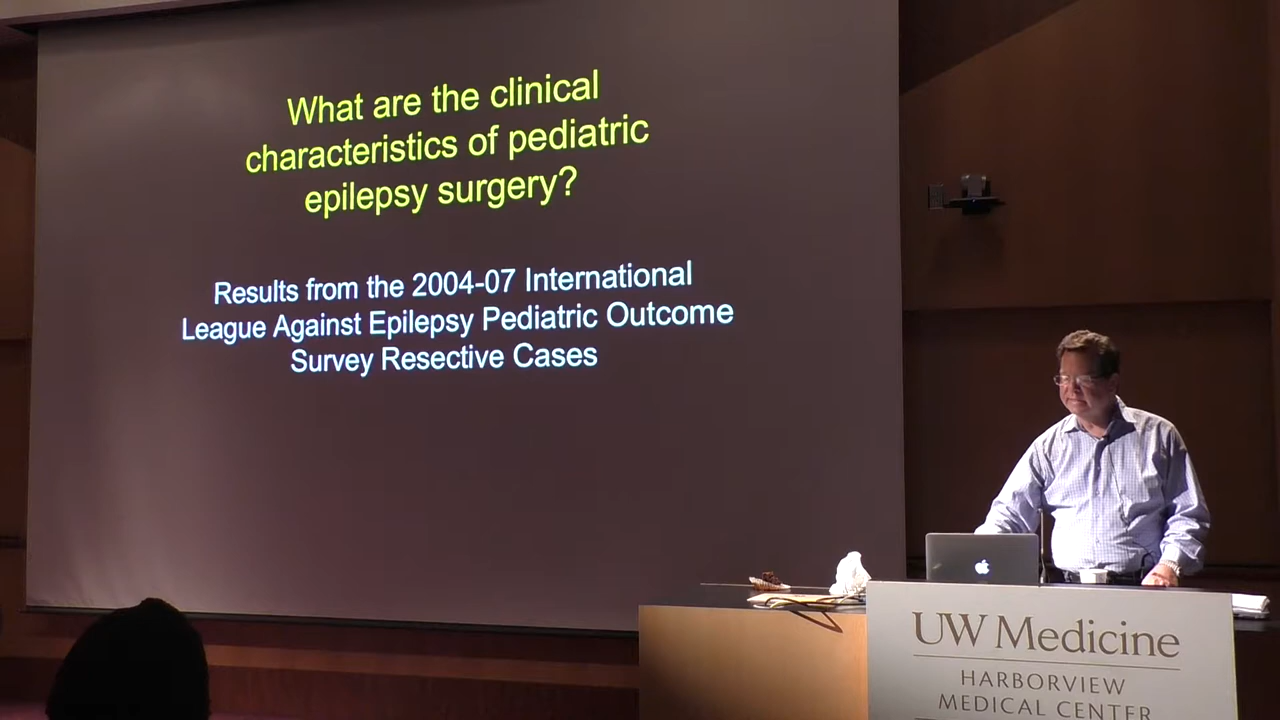 What are the clinical
characteristics of pediatric
epilepsy surgery?
Results from the 2004-07 International
League Against Epilepsy Pediatric Outcome
Survey Resective Cases
UW Medicine
HARBORVIEW
MEDICAL CENTER